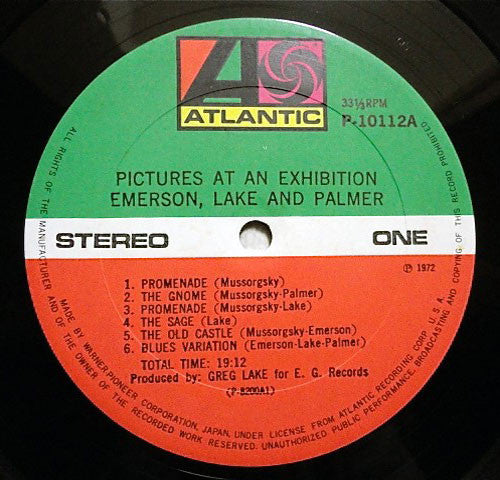 ATLANTIC
33⅓RPM
P-10112A
PICTURES AT AN EXHIBITION
EMERSON, LAKE AND PALMER
STEREO
ONE
℗ 1972
1. PROMENADE (Mussorgsky)
2. THE GNOME (Mussorgsky-Palmer)
3. PROMENADE (Mussorgsky-Lake)
4. THE SAGE (Lake)
5. THE OLD CASTLE (Mussorgsky-Emerson)
6. BLUES VARIATION (Emerson-Lake-Palmer)
TOTAL TIME: 19:12
Produced by: GREG LAKE for E. G. Records
(P-8200A1)
ALL RIGHTS OF THE MANUFACTURER AND OF THE OWNER OF THE RECORDED WORK RESERVED. UNAUTHORIZED PUBLIC PERFORMANCE, BROADCASTING AND COPYING OF THIS RECORD PROHIBITED
MADE BY WARNER-PIONEER CORPORATION, JAPAN, UNDER LICENSE FROM ATLANTIC RECORDING CORP. U.S.A.